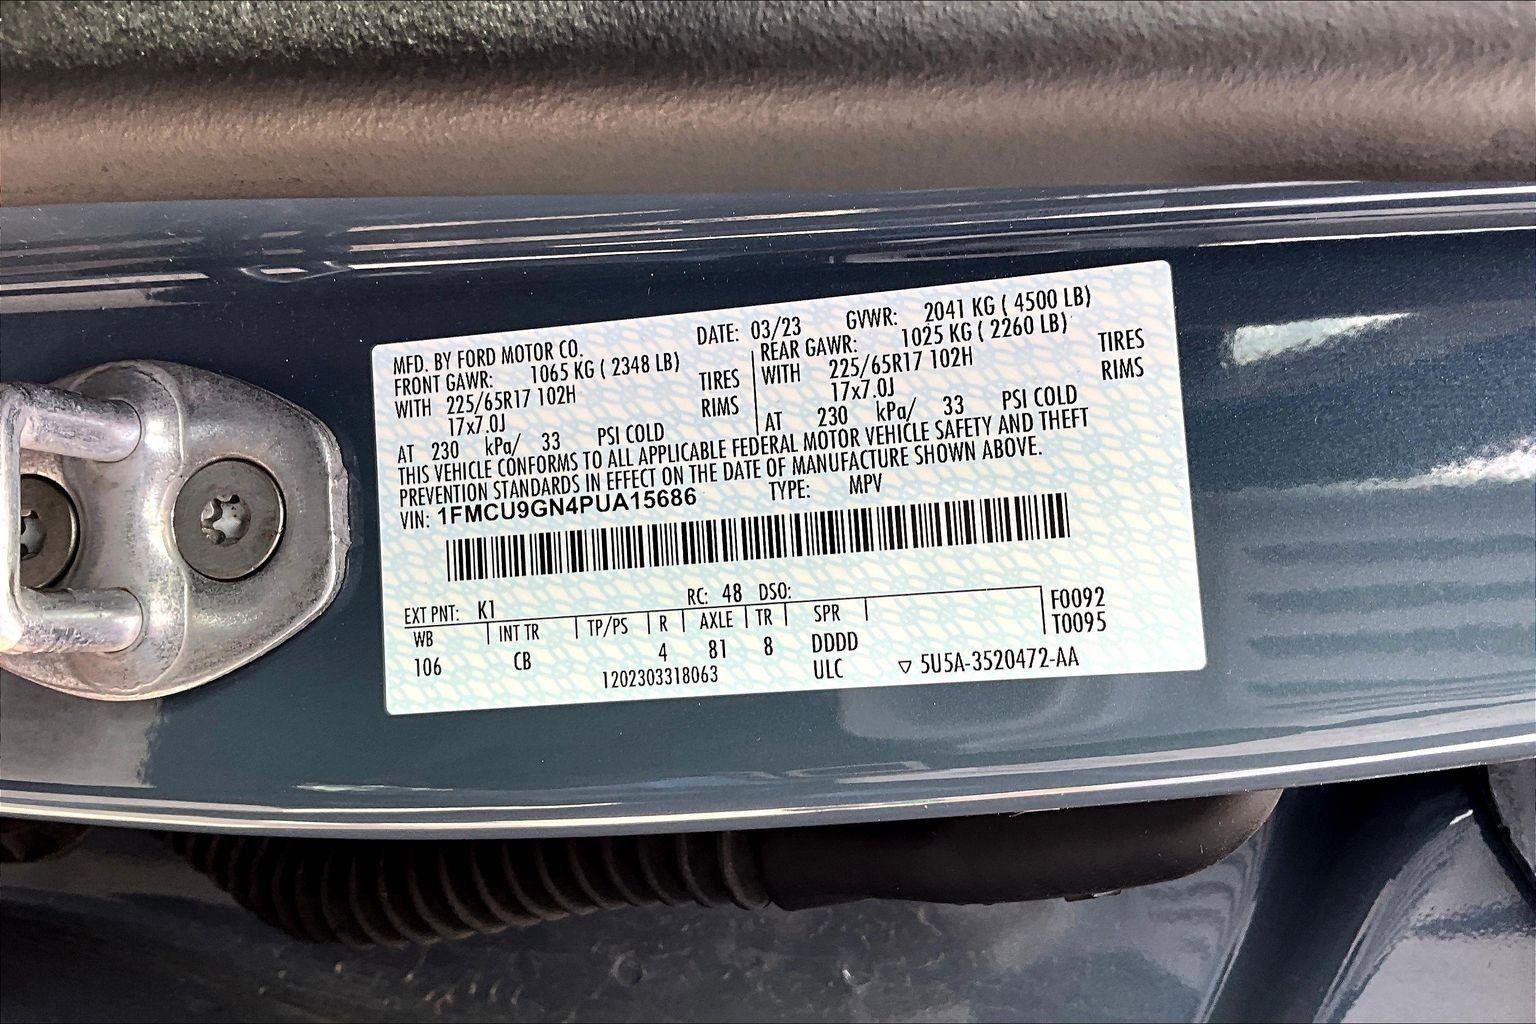 MFD. BY FORD MOTOR CO. DATE: 03/23 GVWR: 2041 KG ( 4500 LB)
FRONT GAWR: 1065 KG ( 2348 LB) REAR GAWR: 1025 KG ( 2260 LB)
WITH 225/65R17 102H TIRES WITH 225/65R17 102H TIRES
17x7.0J RIMS 17x7.0J RIMS
AT 230 kPa/ 33 PSI COLD AT 230 kPa/ 33 PSI COLD
THIS VEHICLE CONFORMS TO ALL APPLICABLE FEDERAL MOTOR VEHICLE SAFETY AND THEFT
PREVENTION STANDARDS IN EFFECT ON THE DATE OF MANUFACTURE SHOWN ABOVE.
VIN: 1FMCU9GN4PUA15686 TYPE: MPV
EXT PNT: K1 RC: 48 DSO:
WB INT TR TP/PS R AXLE TR SPR F0092
106 CB 4 81 8 DDDD T0095
1202303318063 ULC ▽ 5U5A-3520472-AA